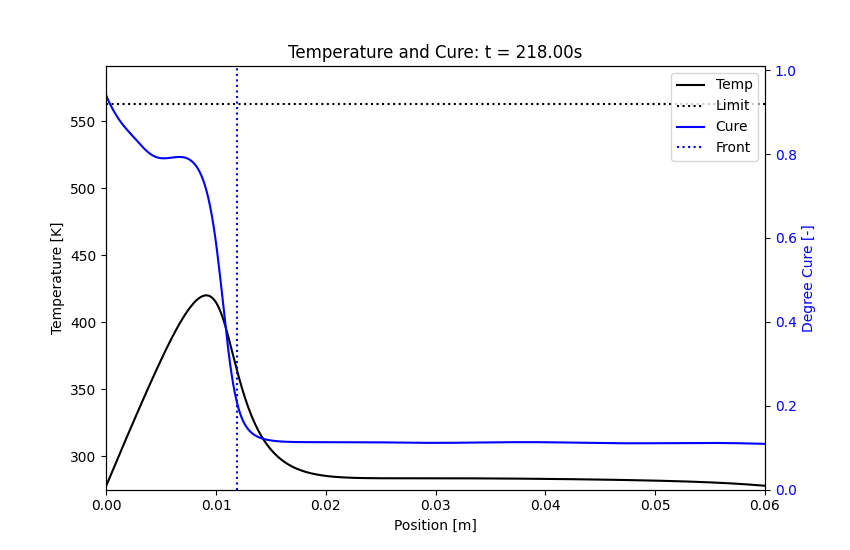 Temperature and Cure: t = 218.00s
Temperature [K]
550
500
450
400
350
300
Temp
Limit
Cure
Front
1.0
0.8
0.6
0.4
0.2
0.0
Degree Cure [-]
0.00
0.01
0.02
0.03
0.04
0.05
0.06
Position [m]